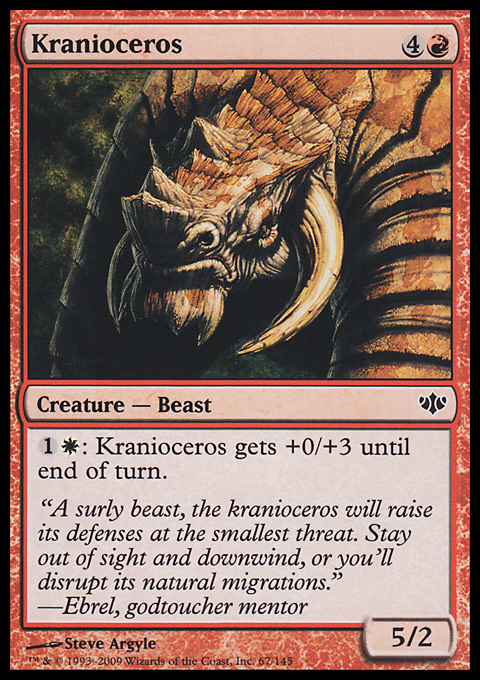 Kranioceros 4
Creature — Beast
1 : Kranioceros gets +0/+3 until
end of turn.
“A surly beast, the kranioceros will raise
its defenses at the smallest threat. Stay
out of sight and downwind, or you’ll
disrupt its natural migrations.”
—Ebrel, godtoucher mentor
Steve Argyle
5/2
™ & © 1993–2009 Wizards of the Coast, Inc. 67/145